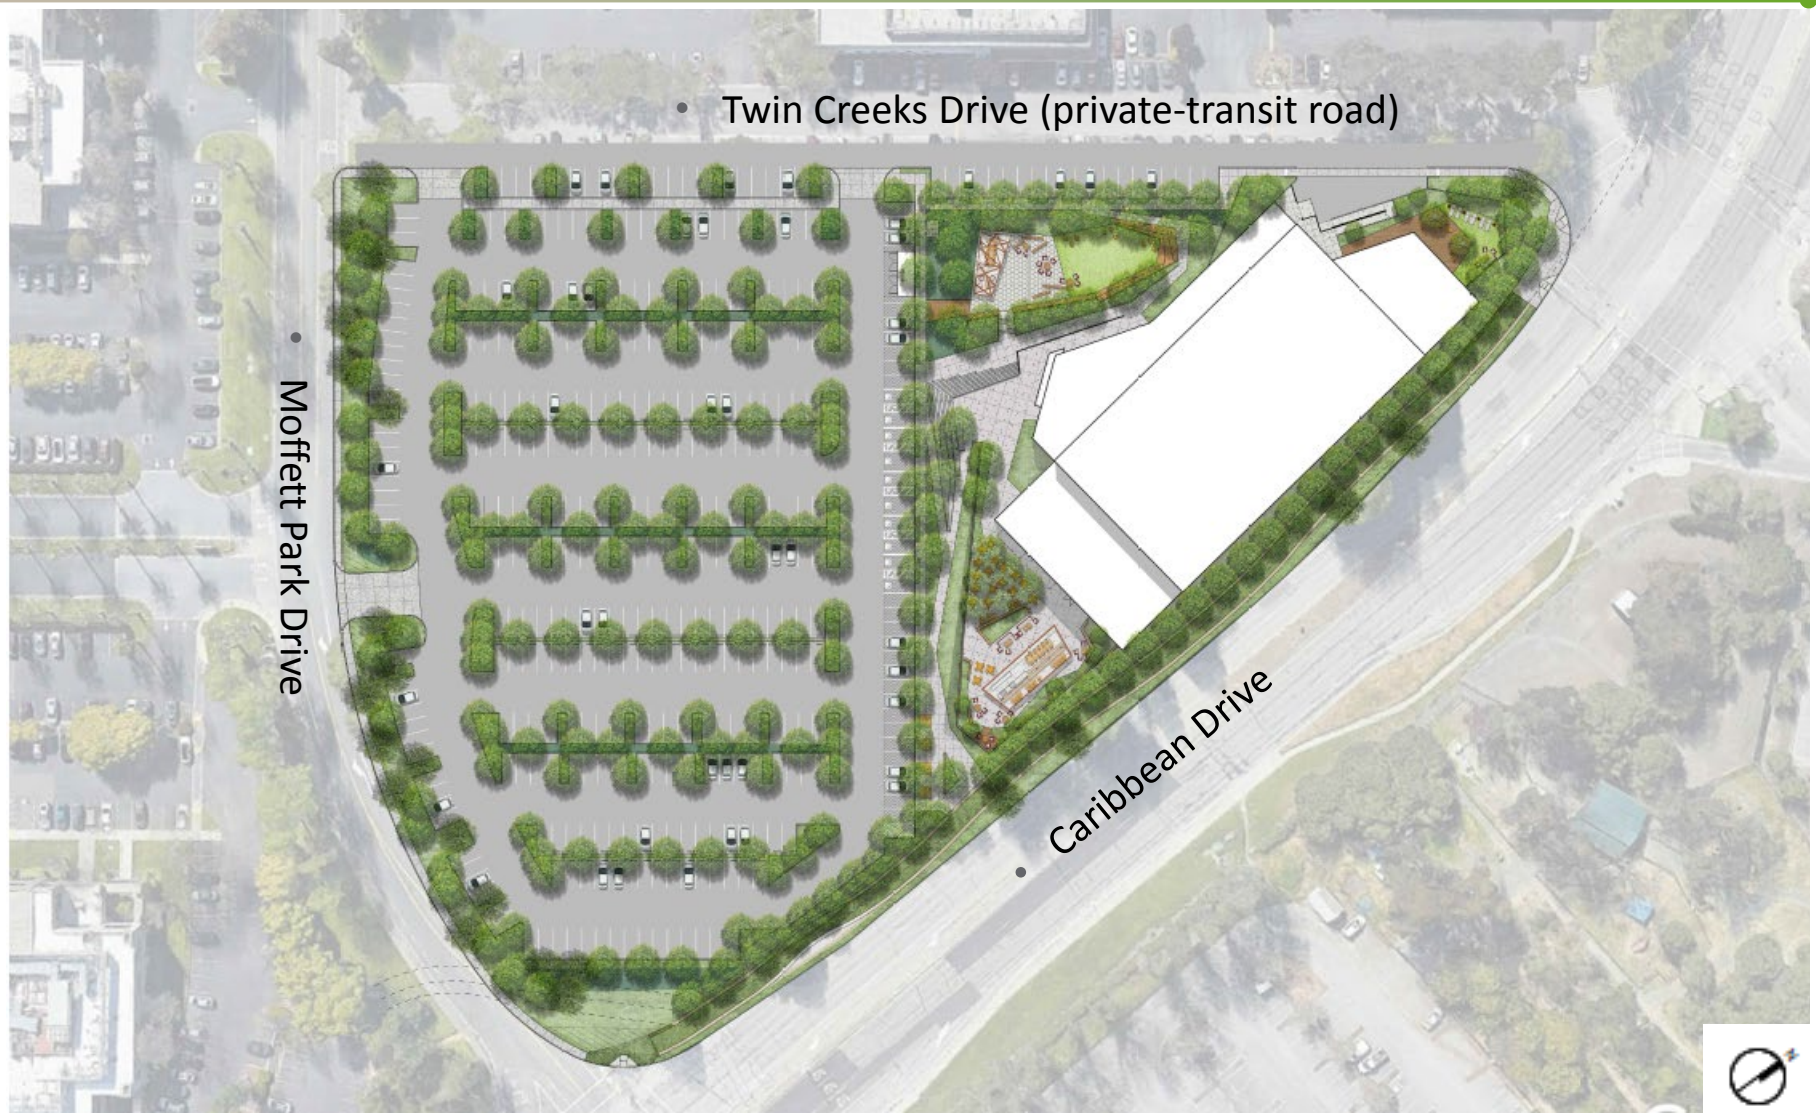 • Twin Creeks Drive (private-transit road)
• Moffett Park Drive
• Caribbean Drive